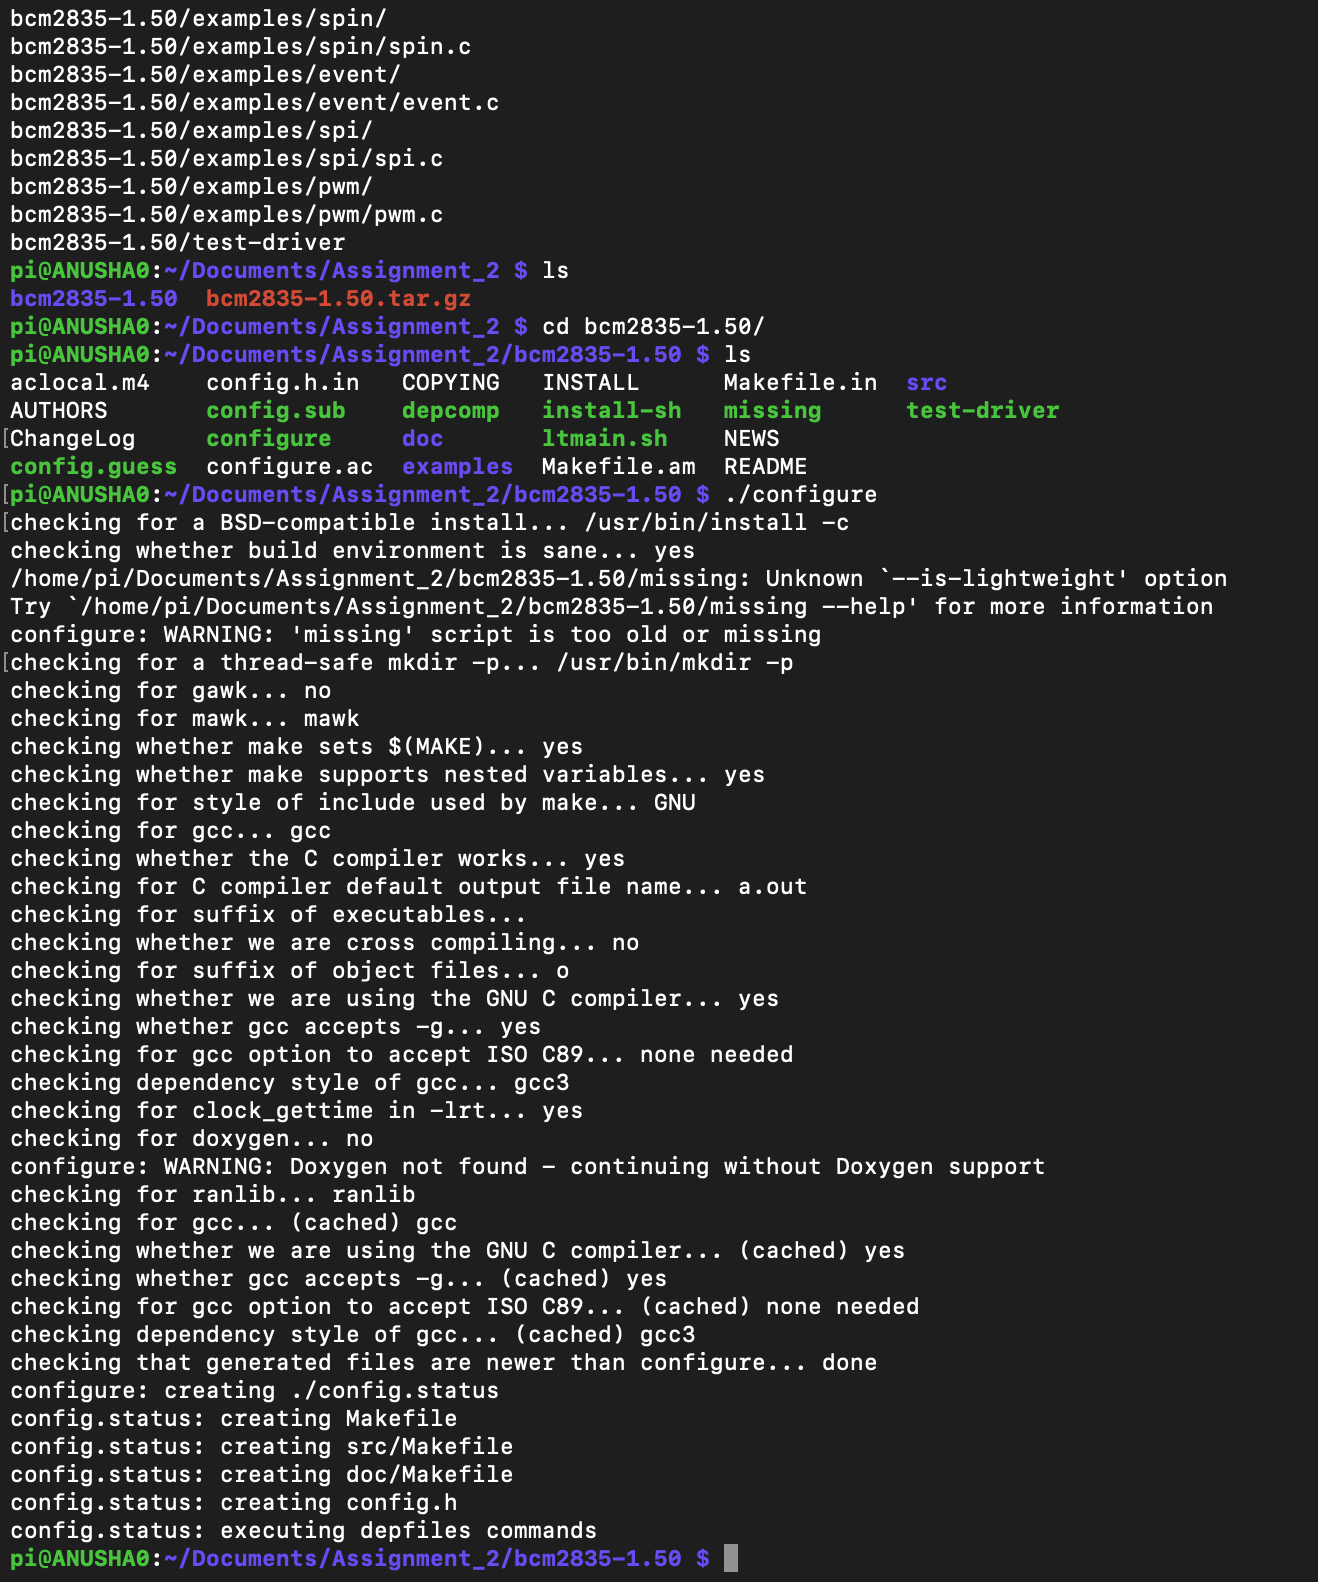 bcm2835-1.50/examples/spin/
bcm2835-1.50/examples/spin/spin.c
bcm2835-1.50/examples/event/
bcm2835-1.50/examples/event/event.c
bcm2835-1.50/examples/spi/
bcm2835-1.50/examples/spi/spi.c
bcm2835-1.50/examples/pwm/
bcm2835-1.50/examples/pwm/pwm.c
bcm2835-1.50/test-driver
pi@ANUSHA0:~/Documents/Assignment_2 $ ls
bcm2835-1.50  bcm2835-1.50.tar.gz
pi@ANUSHA0:~/Documents/Assignment_2 $ cd bcm2835-1.50/
pi@ANUSHA0:~/Documents/Assignment_2/bcm2835-1.50 $ ls
aclocal.m4    config.h.in   COPYING   INSTALL      Makefile.in  src
AUTHORS       config.sub    depcomp   install-sh   missing      test-driver
[ChangeLog     configure     doc       ltmain.sh    NEWS
config.guess  configure.ac  examples  Makefile.am  README
[pi@ANUSHA0:~/Documents/Assignment_2/bcm2835-1.50 $ ./configure
[checking for a BSD-compatible install... /usr/bin/install -c
checking whether build environment is sane... yes
/home/pi/Documents/Assignment_2/bcm2835-1.50/missing: Unknown `--is-lightweight' option
Try `/home/pi/Documents/Assignment_2/bcm2835-1.50/missing --help' for more information
configure: WARNING: 'missing' script is too old or missing
[checking for a thread-safe mkdir -p... /usr/bin/mkdir -p
checking for gawk... no
checking for mawk... mawk
checking whether make sets $(MAKE)... yes
checking whether make supports nested variables... yes
checking for style of include used by make... GNU
checking for gcc... gcc
checking whether the C compiler works... yes
checking for C compiler default output file name... a.out
checking for suffix of executables...
checking whether we are cross compiling... no
checking for suffix of object files... o
checking whether we are using the GNU C compiler... yes
checking whether gcc accepts -g... yes
checking for gcc option to accept ISO C89... none needed
checking dependency style of gcc... gcc3
checking for clock_gettime in -lrt... yes
checking for doxygen... no
configure: WARNING: Doxygen not found - continuing without Doxygen support
checking for ranlib... ranlib
checking for gcc... (cached) gcc
checking whether we are using the GNU C compiler... (cached) yes
checking whether gcc accepts -g... (cached) yes
checking for gcc option to accept ISO C89... (cached) none needed
checking dependency style of gcc... (cached) gcc3
checking that generated files are newer than configure... done
configure: creating ./config.status
config.status: creating Makefile
config.status: creating src/Makefile
config.status: creating doc/Makefile
config.status: creating config.h
config.status: executing depfiles commands
pi@ANUSHA0:~/Documents/Assignment_2/bcm2835-1.50 $